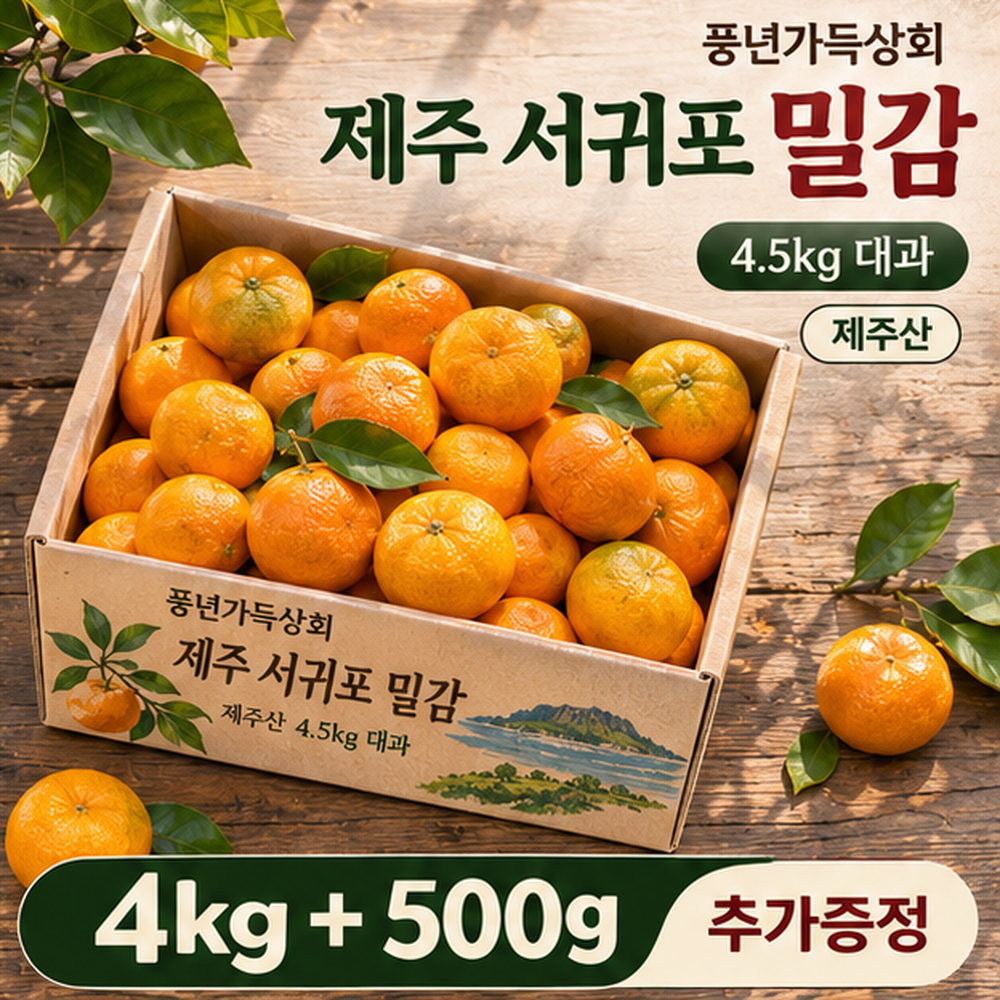 풍년가득상회
제주 서귀포 밀감
4.5kg 대과
제주산
풍년가득상회
제주 서귀포 밀감
제주산 4.5kg 대과
4kg + 500g 추가증정